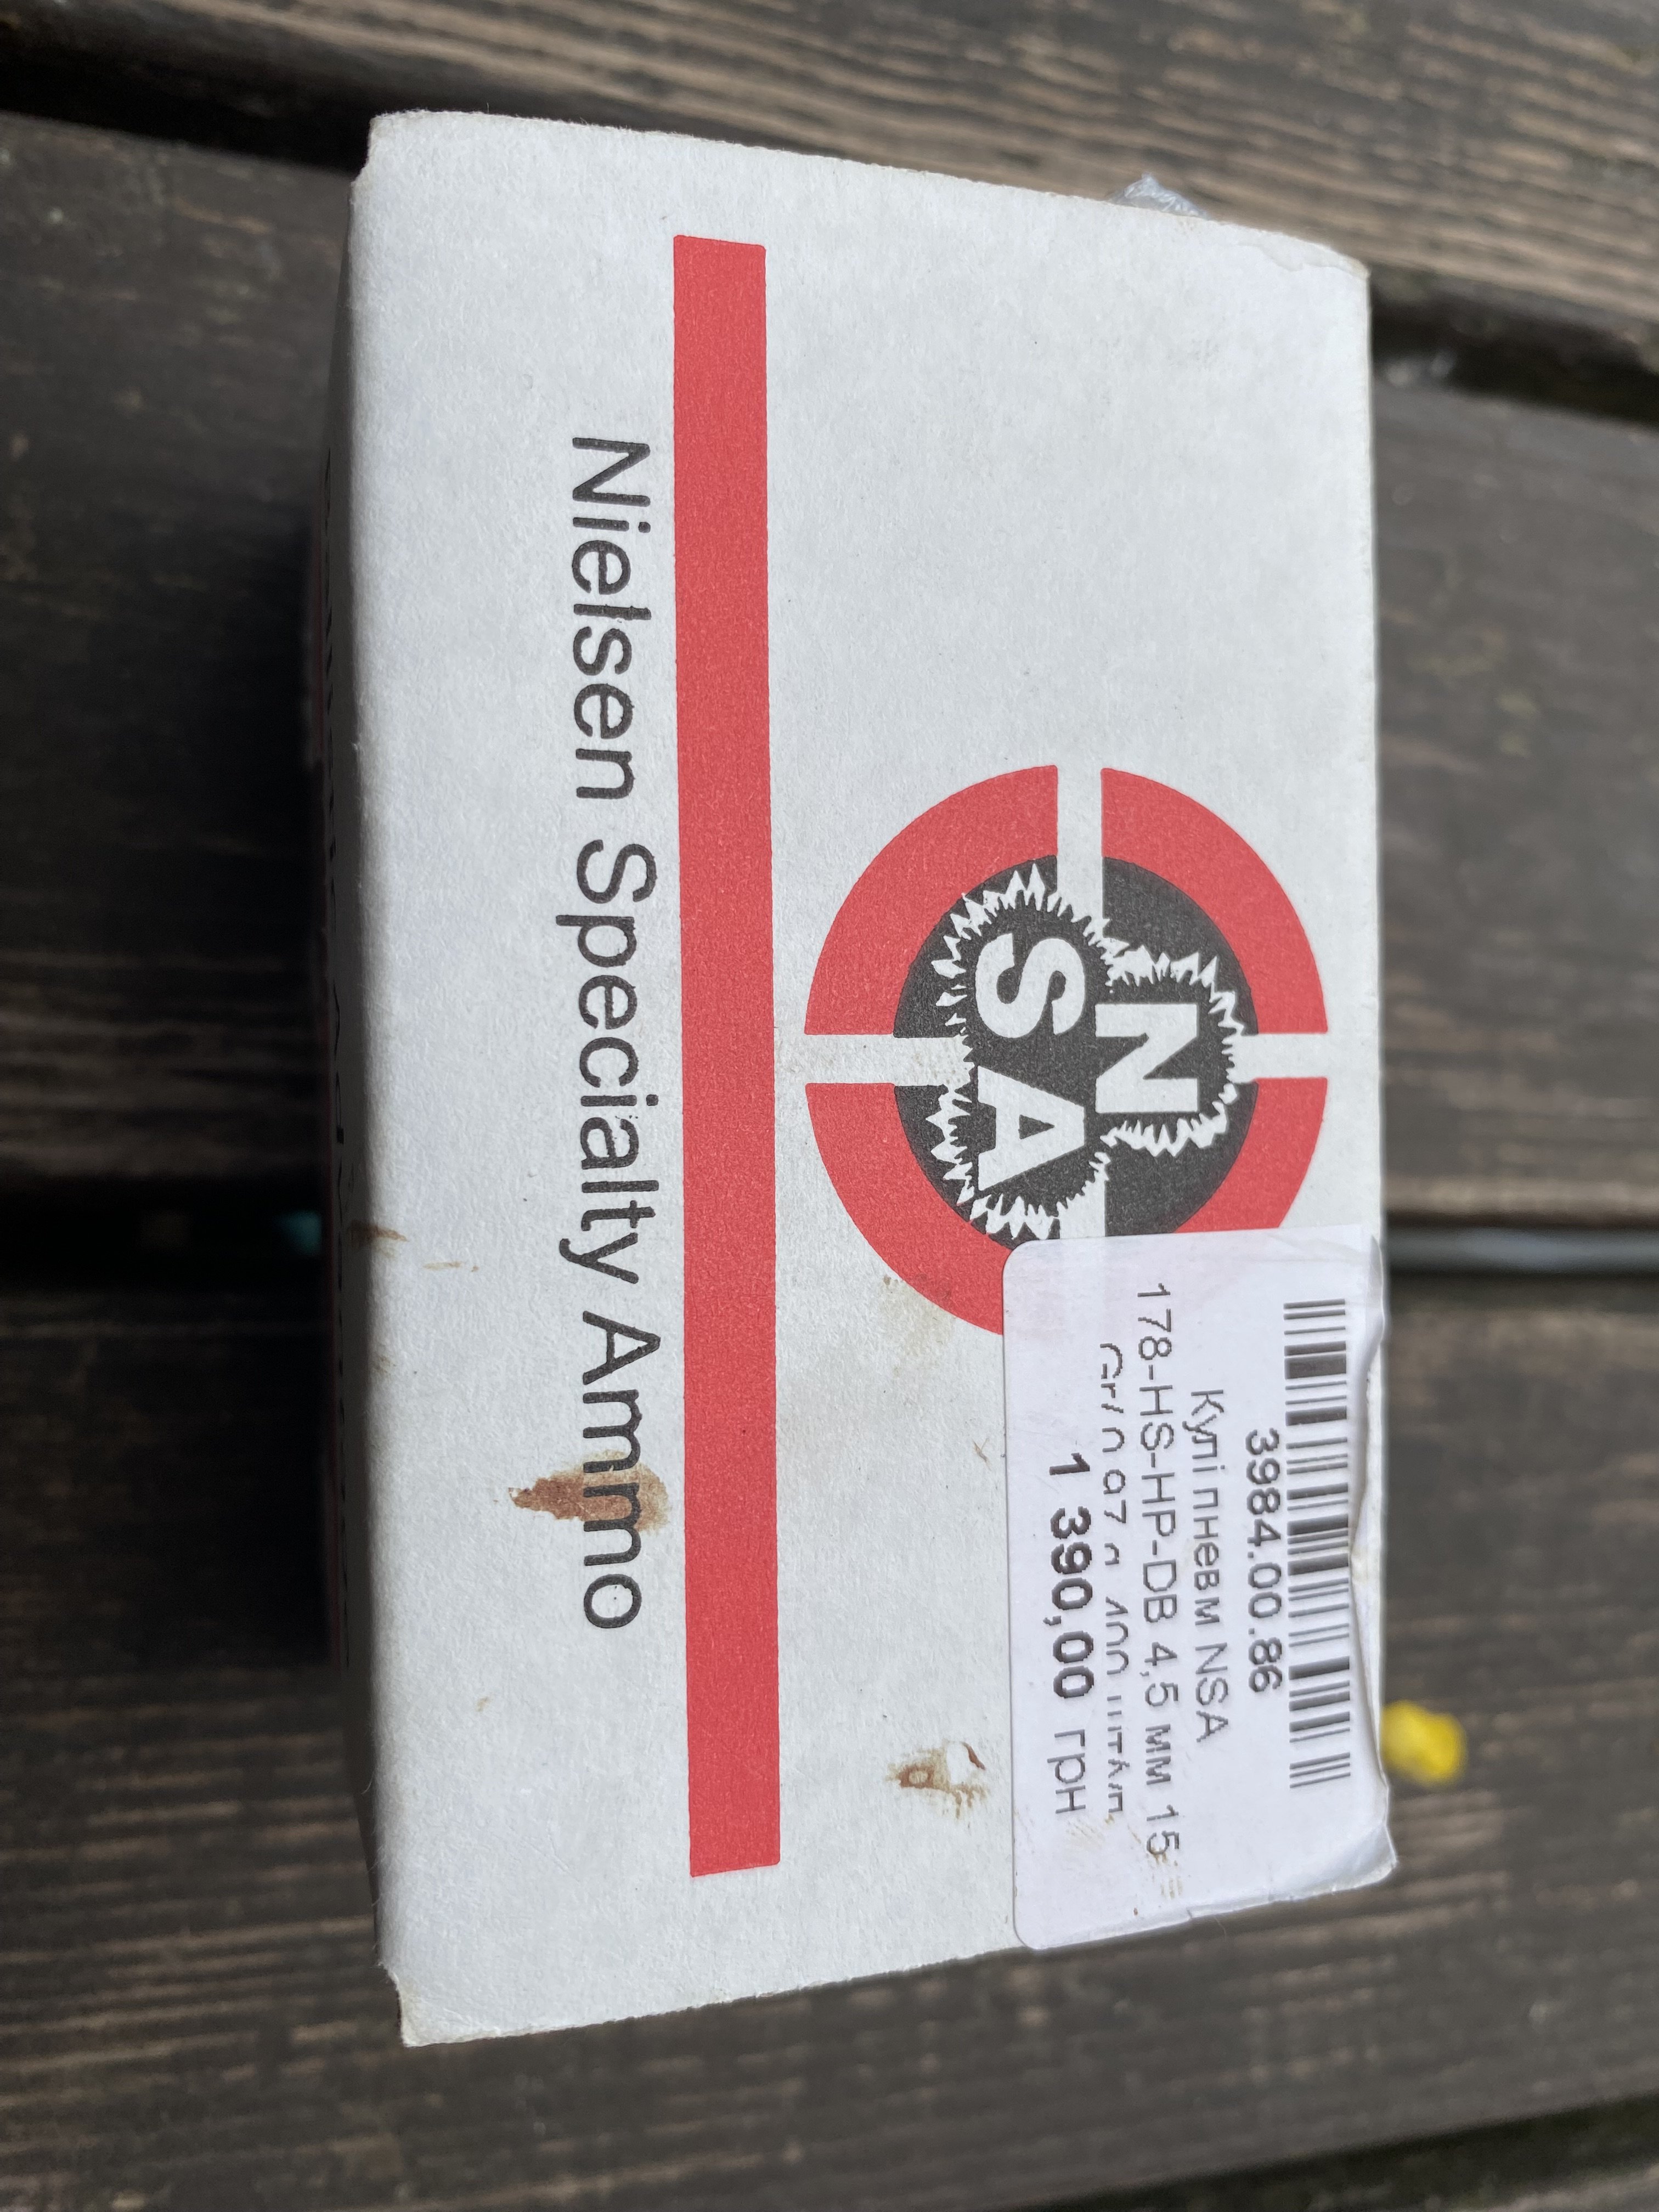 N
SA
Nielsen Specialty Ammo
3984.00.86
Кулі пневм NSA
178-HS-HP-DB 4,5 мм 15
1 390,00 грн